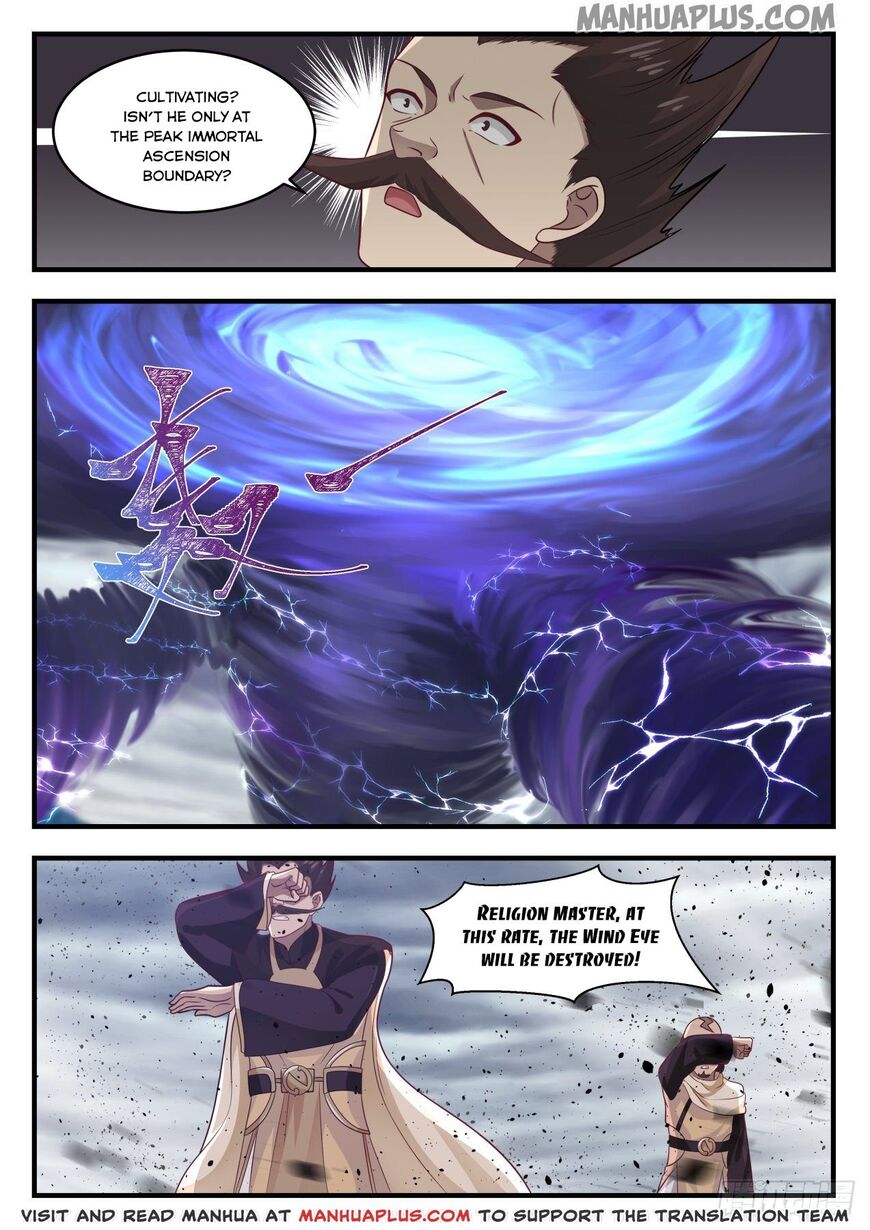 MANHUAPLUS.COM
CULTIVATING?
ISN'T HE ONLY AT
THE PEAK IMMORTAL
ASCENSION
BOUNDARY?
RELIGION MASTER, AT
THIS RATE, THE WIND EYE
WILL BE DESTROYED!
VISIT AND READ MANHUA AT MANHUAPLUS.COM TO SUPPORT THE TRANSLATION TEAM